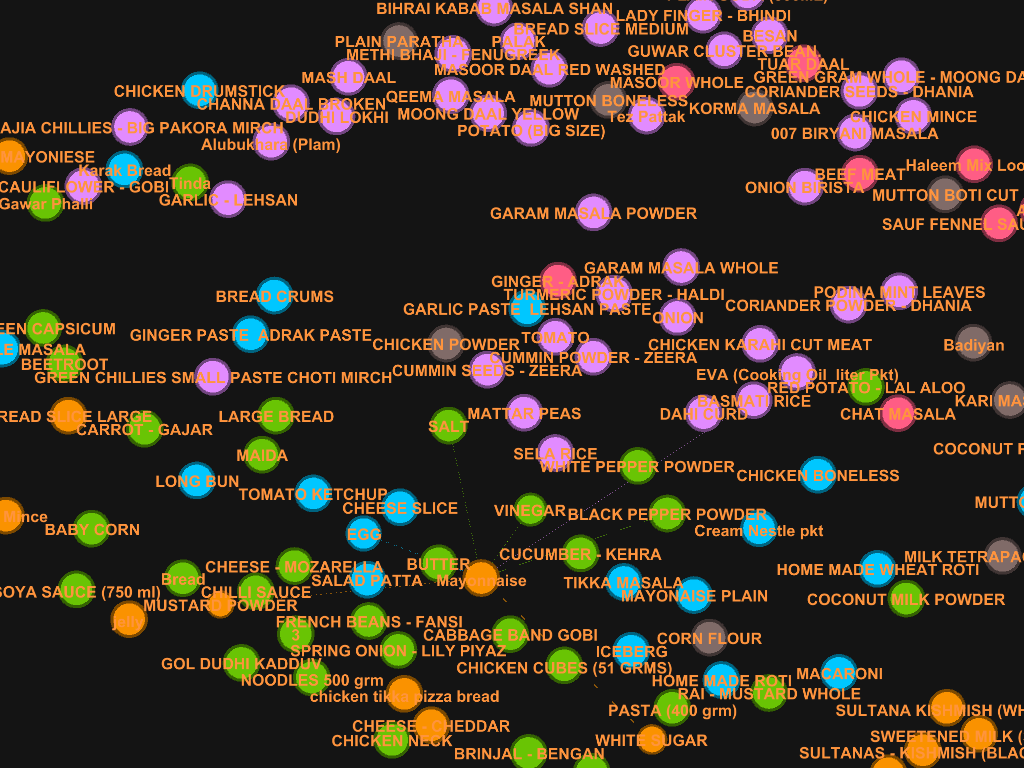 BIHRAI KABAB MASALA SHAN
LADY FINGER - BHINDI
BREAD SLICE MEDIUM
BESAN
PLAIN PARATHA
PALAK
GUWAR CLUSTER BEAN.
METHI BHAJI - FENUGREEK
TUAR DAAL
MASOOR DAAL RED WASHED
MASH DAAL
GREEN GRAM WHOLE - MOONG DA
MASOOR WHOLE
CHICKEN DRUMSTICK
CORIANDER SEEDS - DHANIA
QEEMA MASALA
MUTTON BONELESS
CHANNA DAAL BROKEN
KORMA MASALA
MOONG DAAL YELLOW
DUDHI LOKHI
Tez Pattak
CHICKEN MINCE
AJIA CHILLIES - BIG PAKORA MIRCH
POTATO (BIG SIZE)
007 BIRYANI MASALA
Alubukhara (Plam)
MAYONIESE
Haleem Mix Loo
Karak Bread
BEEF MEAT
Tinda
CAULIFLOWER - GOBI
ONION BIRISTA
MUTTON BOTI CUT
GARLIC - LEHSAN
Gawar Phalli
GARAM MASALA POWDER
SAUF FENNEL SAU
GARAM MASALA WHOLE
GINGER - ADRAK
PODINA MINT LEAVES
TURMERIC POWDER - HALDI
BREAD CRUMS
CORIANDER POWDER - DHANIA
GARLIC PASTE LEHSAN PASTE
ONION
EEN CAPSICUM
GINGER PASTE ADRAK PASTE
TOMATO
CHICKEN POWDER
CHICKEN KARAHI CUT MEAT
Badiyan
LE MASALA
CUMMIN POWDER - ZEERA
BEETROOT
CUMMIN SEEDS - ZEERA
EVA (Cooking Oil liter Pkt)
GREEN CHILLIES SMALL PASTE CHOTI MIRCH
RED POTATO - LAL ALOO
BASMATI RICE
KARI MAS
READ SLICE LARGE
LARGE BREAD
MATTAR PEAS
DAHI CURD
CHAT MASALA
SALT
CARROT - GAJAR
COCONUT P
MAIDA
SELA RICE
WHITE PEPPER POWDER
CHICKEN BONELESS
LONG BUN
TOMATO KETCHUP
MUTT
CHEESE SLICE
VINEGAR
BLACK PEPPER POWDER
Mince
BABY CORN
Cream Nestle pkt
EGG
CUCUMBER - KEHRA
MILK TETRAPA
BUTTER
CHEESE - MOZARELLA
HOME MADE WHEAT ROTI
Bread
SALAD PATTA
Mayonnaise
TIKKA MASALA
SOYA SAUCE (750 ml)
CHILLI SAUCE
MAYONAISE PLAIN
COCONUT MILK POWDER
MUSTARD POWDER
jelly
FRENCH BEANS - FANSI
3
CABBAGE BAND GOBI
CORN FLOUR
SPRING ONION - LILY PIYAZ
ICEBERG
GOL DUDHI KADDUV
CHICKEN CUBES (51 GRMS)
MACARONI
NOODLES 500 grm
HOME MADE ROTI
chicken tikka pizza bread
RAI - MUSTARD WHOLE
PASTA (400 grm)
SULTANA KISHMISH (WH
CHEESE - CHEDDAR
SWEETENED MILK (
CHICKEN NECK
WHITE SUGAR
BRINJAL - BENGAN
SULTANAS - KISHMISH (BLAC